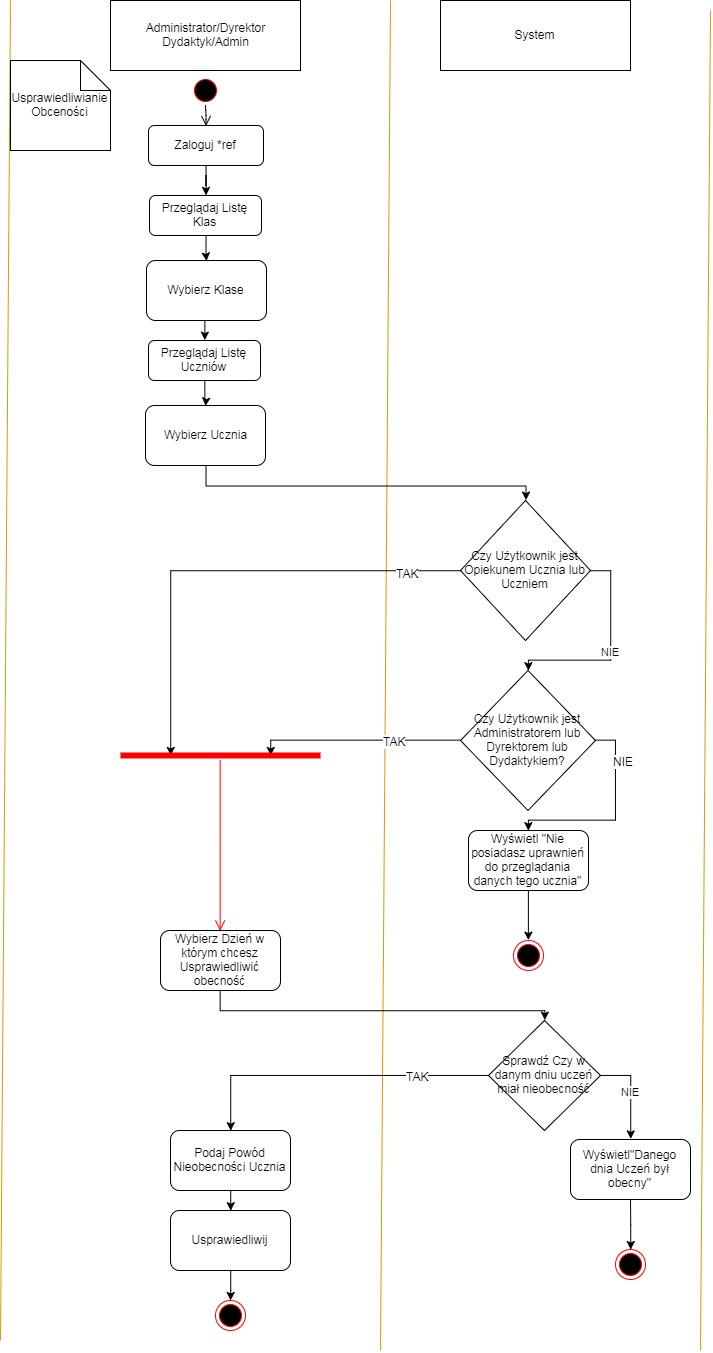 Administrator/Dyrektor
Dydaktyk/Admin
System
Usprawiedliwianie
Obceności
Zaloguj *ref
Przeglądaj Listę
Klas
Wybierz Klase
Przeglądaj Listę
Uczniów
Wybierz Ucznia
Czy Użytkownik jest
Opiekunem Ucznia lub
Uczniem
TAK
NIE
Czy Użytkownik jest
Administratorem lub
Dyrektorem lub
Dydaktykiem?
TAK
NIE
Wyświetl "Nie
posiadasz uprawnień
do przeglądania
danych tego ucznia"
Wybierz Dzień w
którym chcesz
Usprawiedliwić
obecność
Sprawdź Czy w
danym dniu uczeń
miał nieobecność
TAK
NIE
Podaj Powód
Nieobecności Ucznia
Wyświetl"Danego
dnia Uczeń był
obecny"
Usprawiedliwij